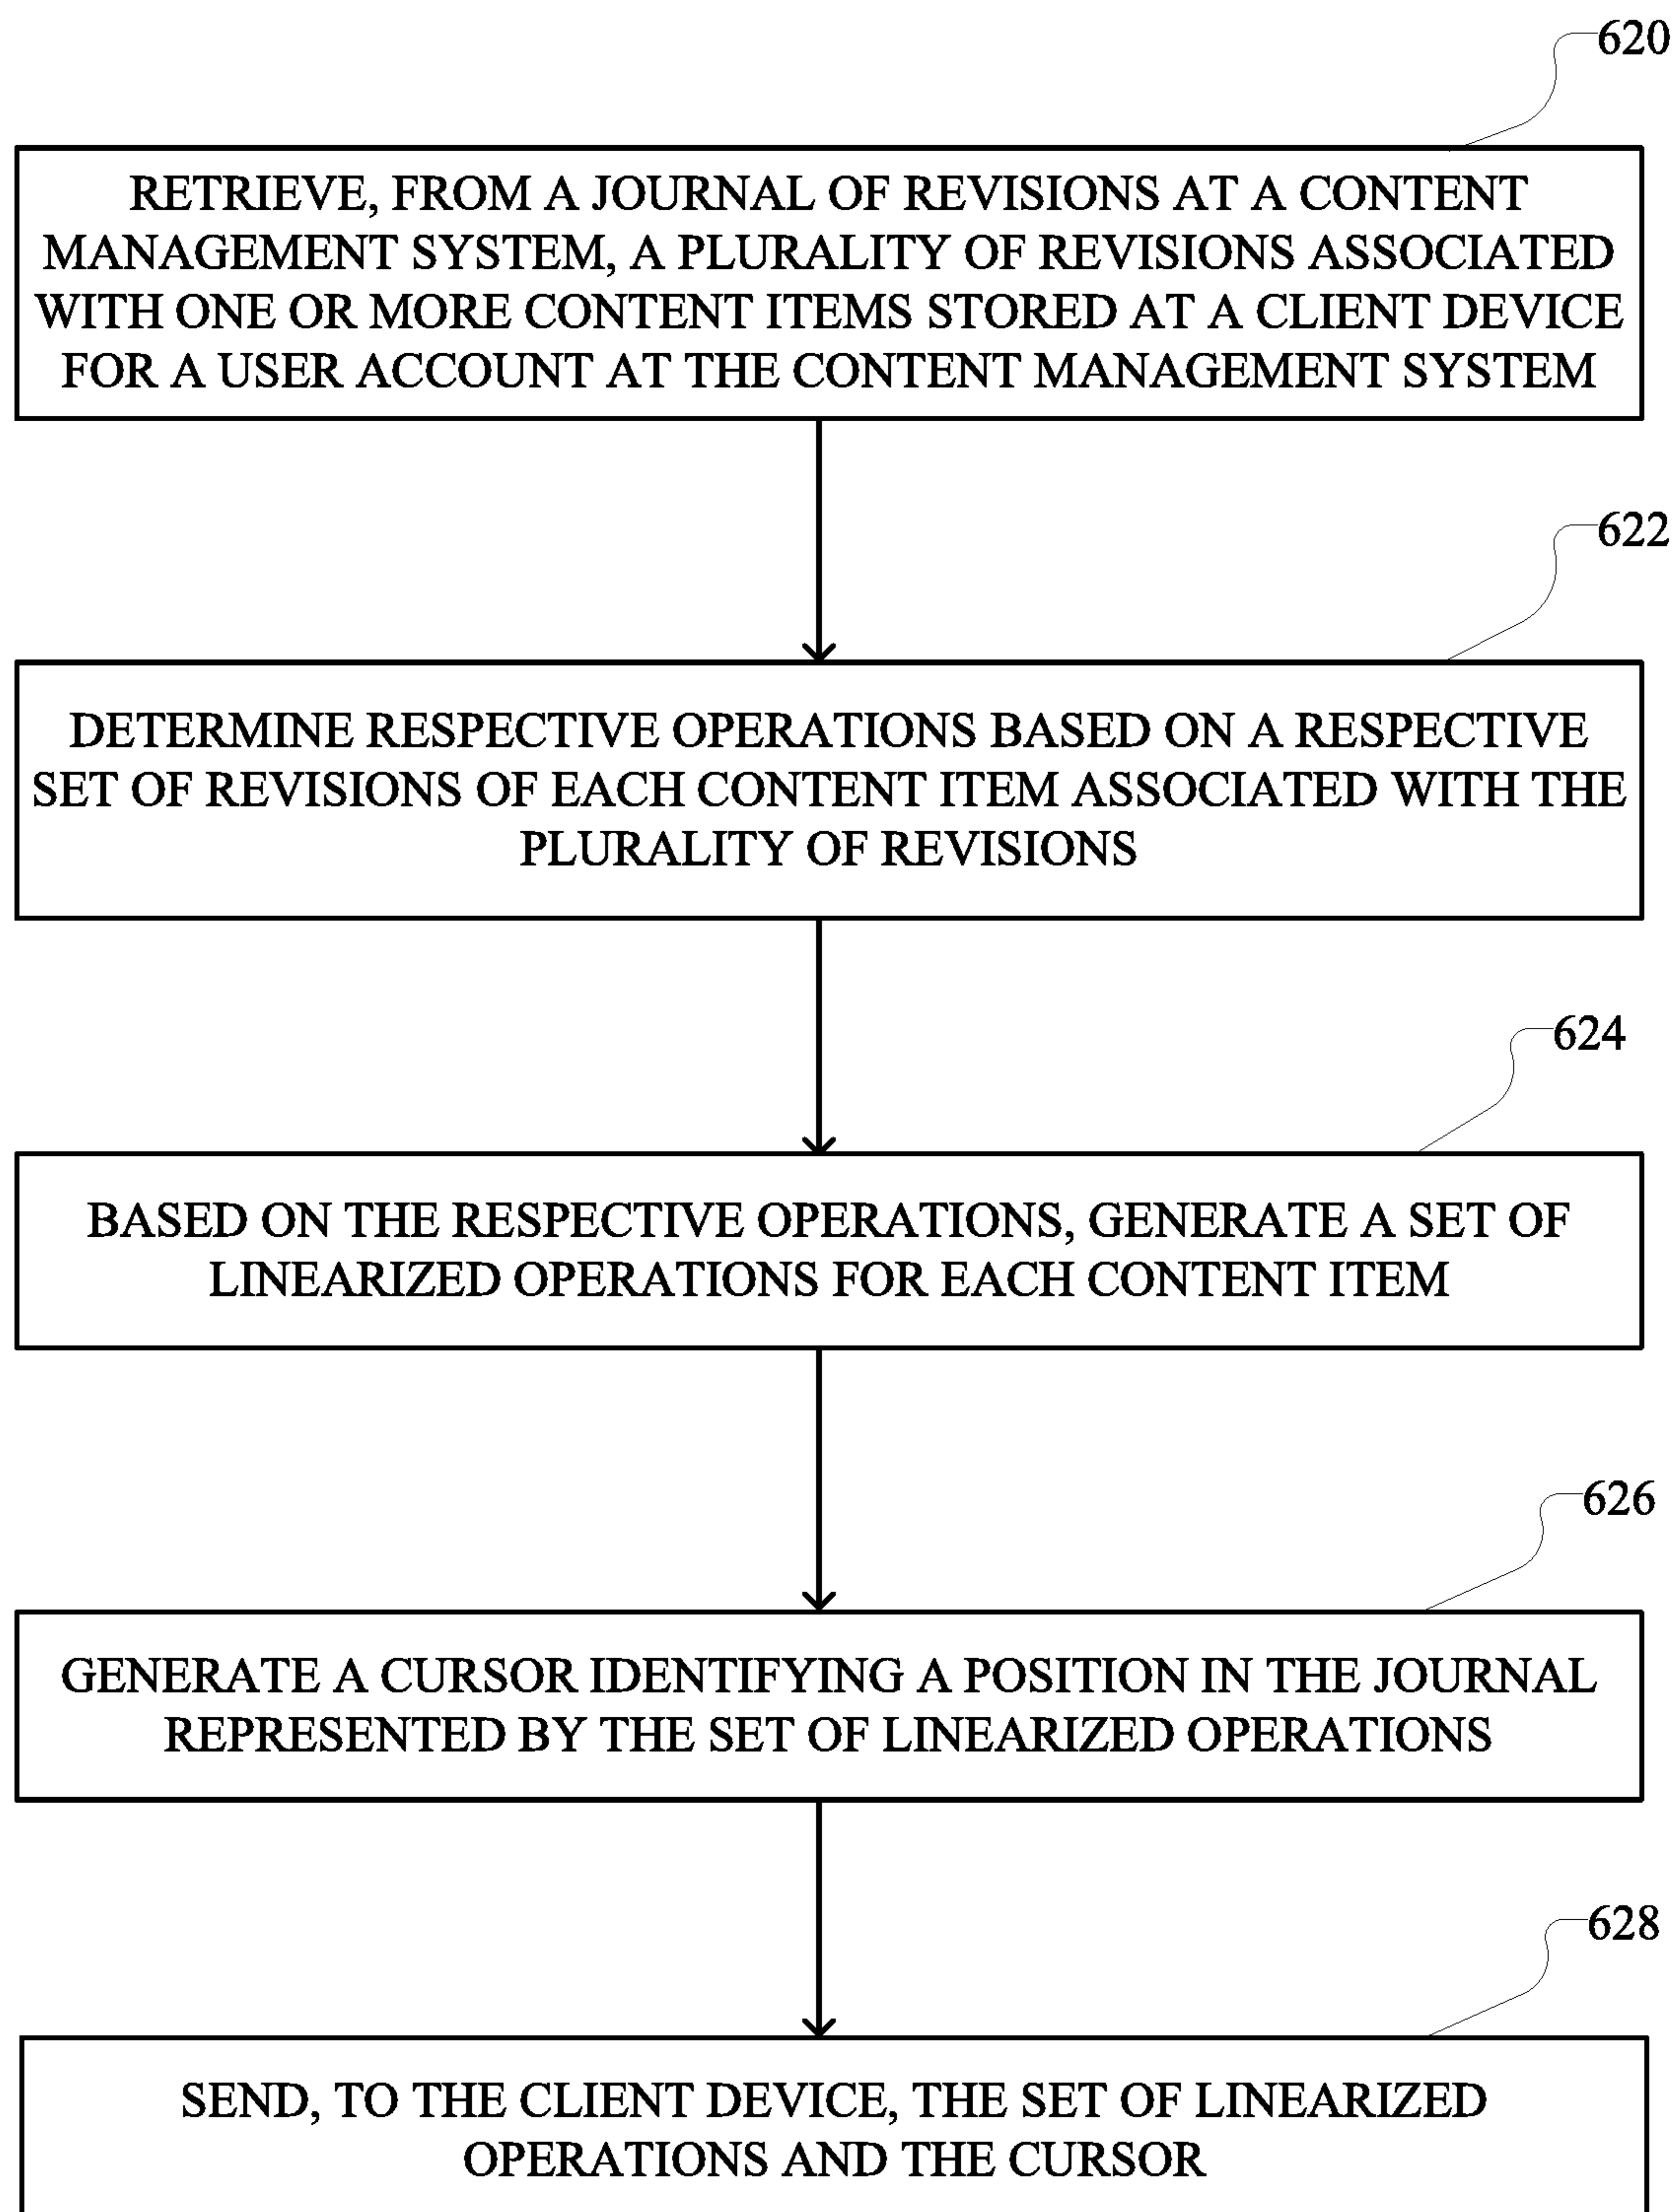 620
RETRIEVE, FROM A JOURNAL OF REVISIONS AT A CONTENT
MANAGEMENT SYSTEM, A PLURALITY OF REVISIONS ASSOCIATED
WITH ONE OR MORE CONTENT ITEMS STORED AT A CLIENT DEVICE
FOR A USER ACCOUNT AT THE CONTENT MANAGEMENT SYSTEM
622
DETERMINE RESPECTIVE OPERATIONS BASED ON A RESPECTIVE
SET OF REVISIONS OF EACH CONTENT ITEM ASSOCIATED WITH THE
PLURALITY OF REVISIONS
624
BASED ON THE RESPECTIVE OPERATIONS, GENERATE A SET OF
LINEARIZED OPERATIONS FOR EACH CONTENT ITEM
626
GENERATE A CURSOR IDENTIFYING A POSITION IN THE JOURNAL
REPRESENTED BY THE SET OF LINEARIZED OPERATIONS
628
SEND, TO THE CLIENT DEVICE, THE SET OF LINEARIZED
OPERATIONS AND THE CURSOR